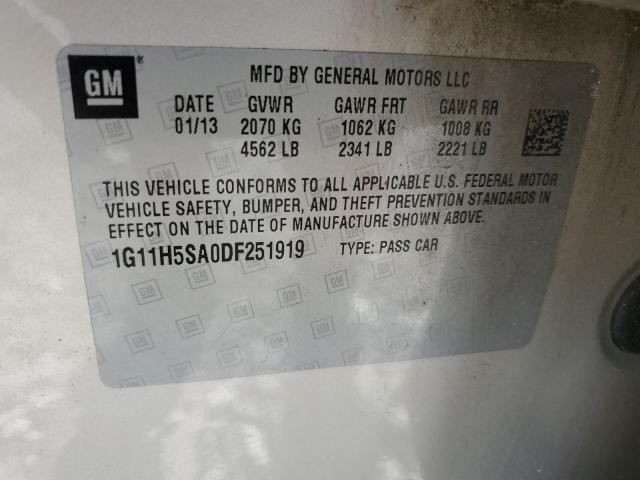 GM ®
MFD BY GENERAL MOTORS LLC
DATE GVWR GAWR FRT GAWR RR
01/13 2070 KG 1062 KG 1008 KG
4562 LB 2341 LB 2221 LB
THIS VEHICLE CONFORMS TO ALL APPLICABLE U.S. FEDERAL MOTOR
VEHICLE SAFETY, BUMPER, AND THEFT PREVENTION STANDARDS IN
EFFECT ON THE DATE OF MANUFACTURE SHOWN ABOVE.
1G11H5SA0DF251919 TYPE: PASS CAR